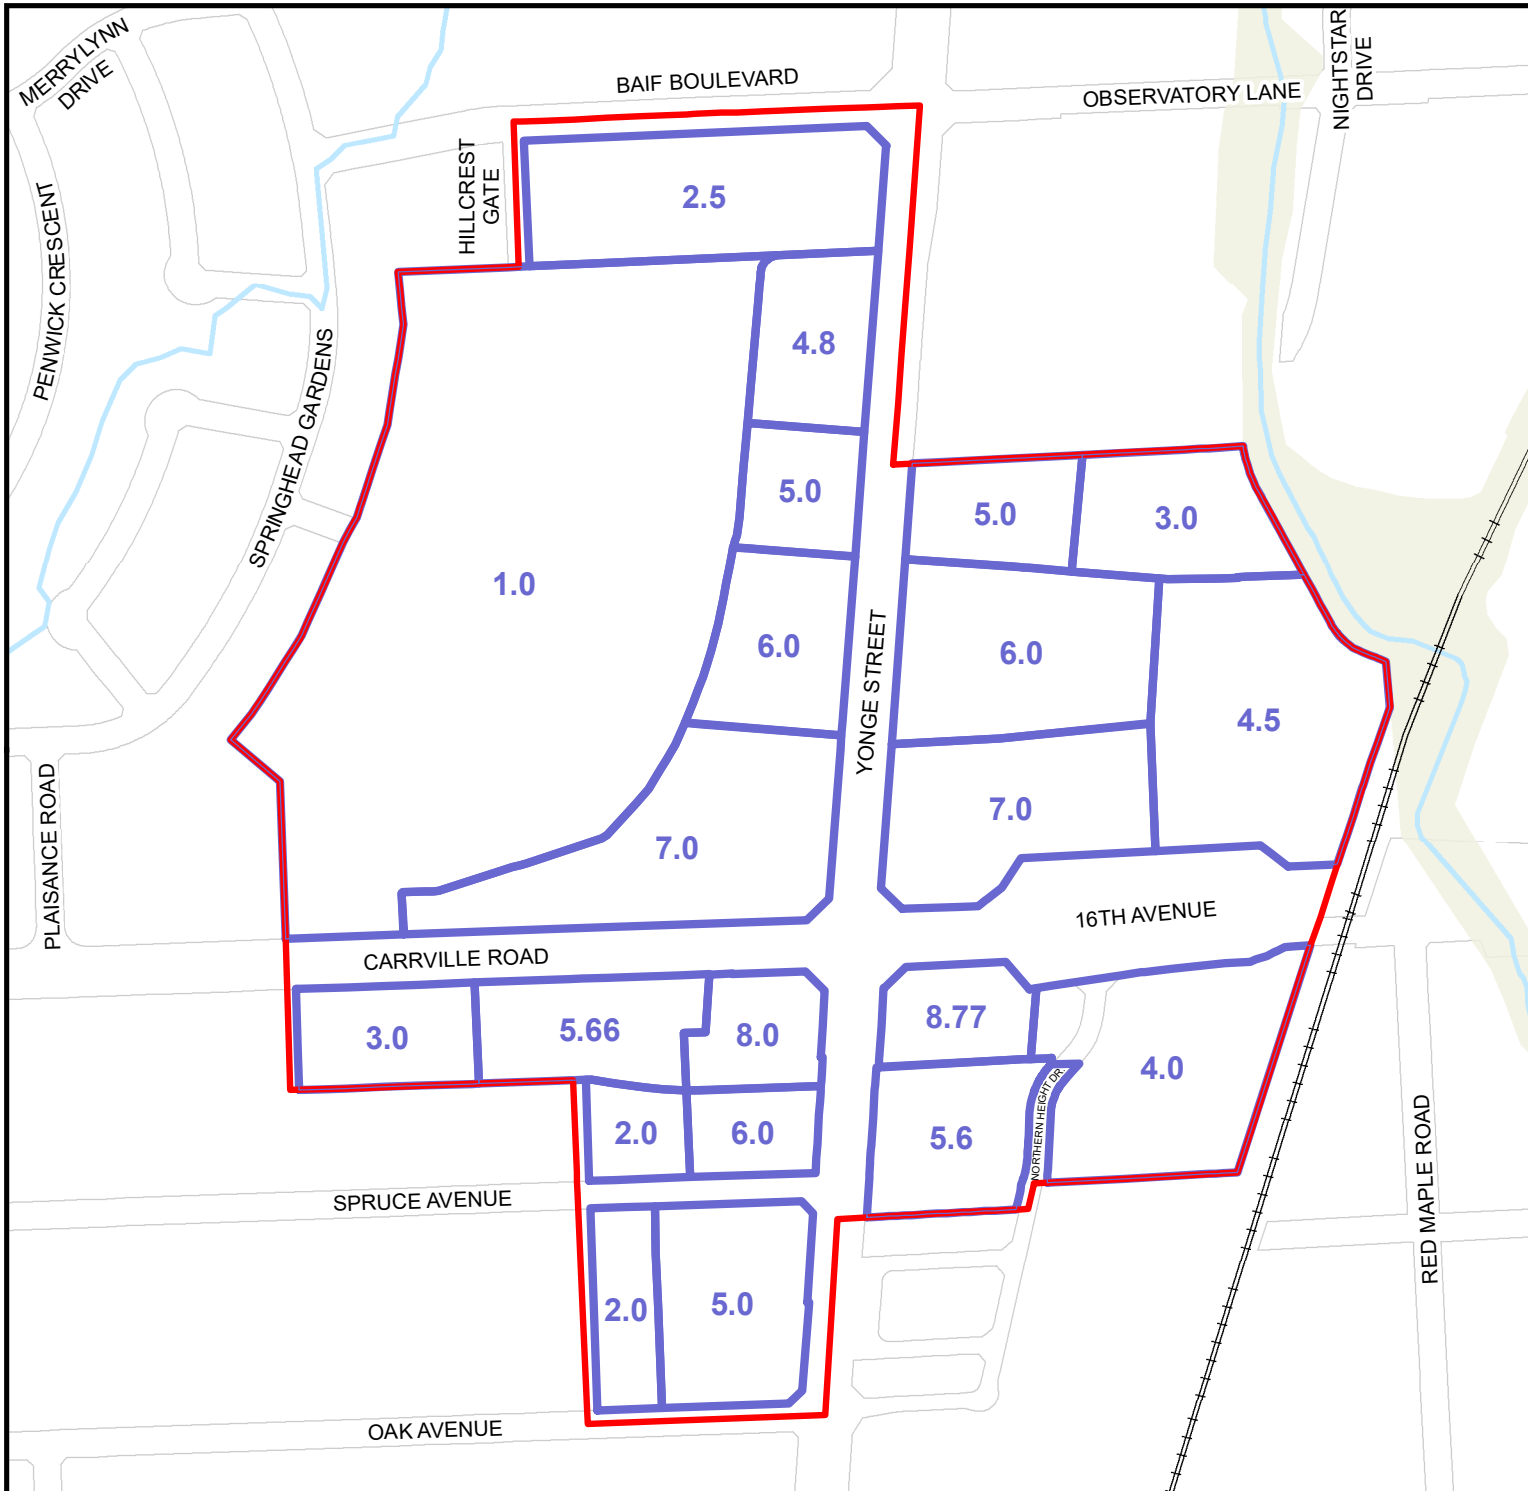 MERRYLYNN
DRIVE
BAIF BOULEVARD
OBSERVATORY LANE
NIGHTSTAR
DRIVE
HILLCREST
GATE
PENWICK CRESCENT
SPRINGHEAD GARDENS
2.5
4.8
5.0
5.0
3.0
1.0
6.0
6.0
YONGE STREET
4.5
7.0
7.0
PLAISANCE ROAD
16TH AVENUE
CARRVILLE ROAD
3.0
5.66
8.0
8.77
4.0
NORTHERN HEIGHT DR.
2.0
6.0
5.6
RED MAPLE ROAD
SPRUCE AVENUE
2.0
5.0
OAK AVENUE